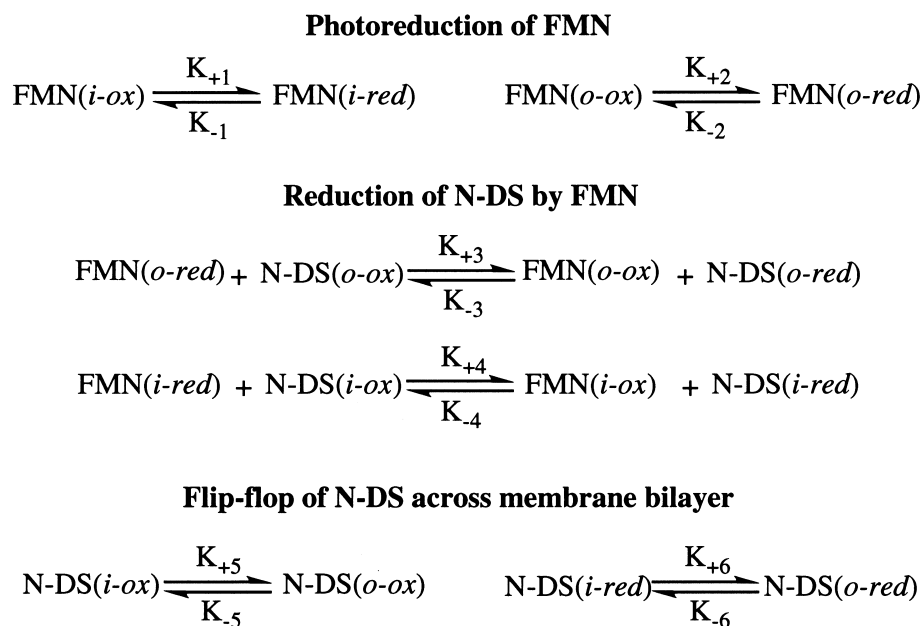 Photoreduction of FMN
FMN(i-ox) K+1 K-1 FMN(i-red) FMN(o-ox) K+2 K-2 FMN(o-red)
Reduction of N-DS by FMN
FMN(o-red) + N-DS(o-ox) K+3 K-3 FMN(o-ox) + N-DS(o-red)
FMN(i-red) + N-DS(i-ox) K+4 K-4 FMN(i-ox) + N-DS(i-red)
Flip-flop of N-DS across membrane bilayer
N-DS(i-ox) K+5 K-5 N-DS(o-ox) N-DS(i-red) K+6 K-6 N-DS(o-red)